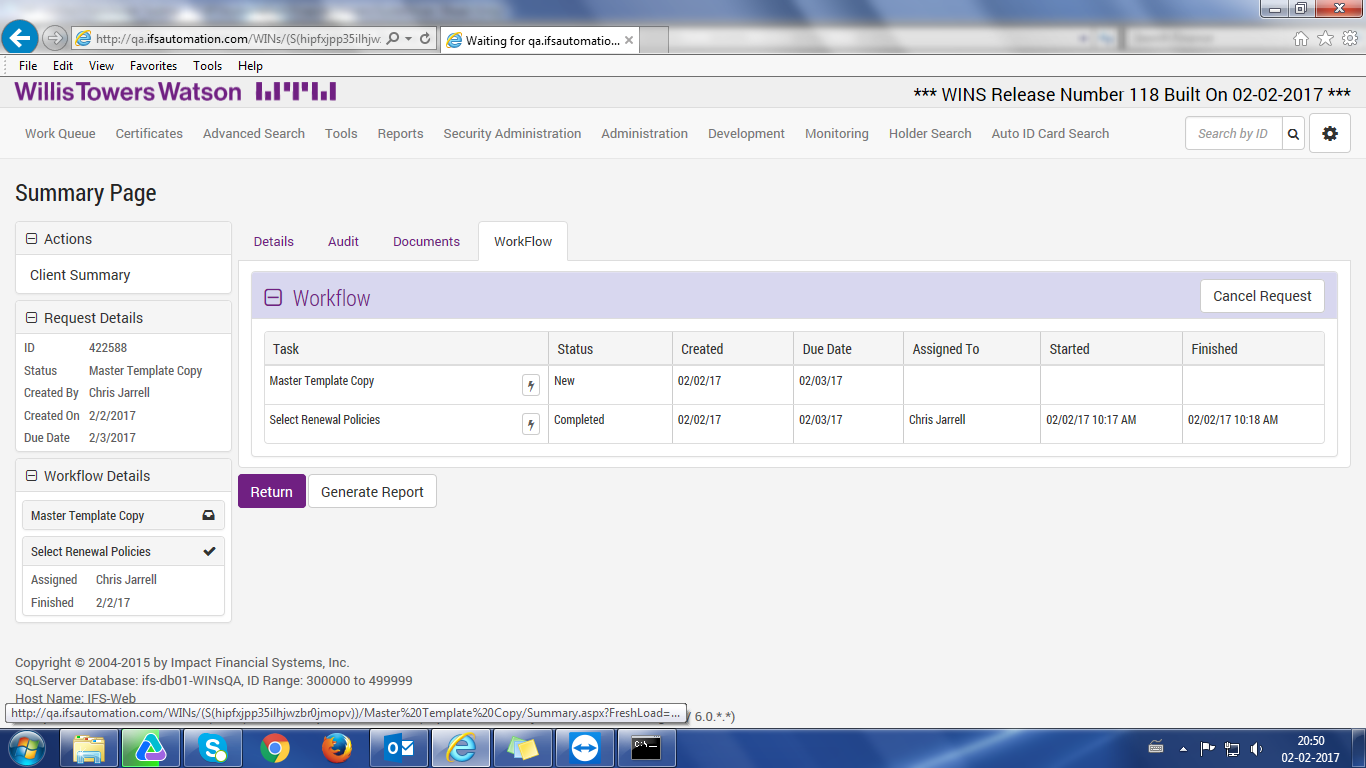 http://qa.ifsautomation.com/WINs/(S(hipfxjpp35ilhjw.
Waiting for qa.ifsautomatio...
File Edit View Favorites Tools Help
Willis Towers Watson
*** WINS Release Number 118 Built On 02-02-2017 ***
Work Queue Certificates Advanced Search Tools Reports Security Administration Administration Development Monitoring Holder Search Auto ID Card Search Search by ID
Summary Page
Actions
Client Summary
Request Details
ID 422588
Status Master Template Copy
Created By Chris Jarrell
Created On 2/2/2017
Due Date 2/3/2017
Workflow Details
Master Template Copy
Select Renewal Policies
Assigned Chris Jarrell
Finished 2/2/17
Details Audit Documents WorkFlow
Workflow Cancel Request
Task Status Created Due Date Assigned To Started Finished
Master Template Copy New 02/02/17 02/03/17
Select Renewal Policies Completed 02/02/17 02/03/17 Chris Jarrell 02/02/17 10:17 AM 02/02/17 10:18 AM
Return Generate Report
Copyright © 2004-2015 by Impact Financial Systems, Inc.
SQLServer Database: ifs-db01-WINsQA, ID Range: 300000 to 499999
Host Name: IFS-Web
http://qa.ifsautomation.com/WINs/(S(hipfxjpp35ilhjwzbr0jmopv))/Master%20Template%20Copy/Summary.aspx?FreshLoad=... / 6.0.*.*)
20:50
02-02-2017